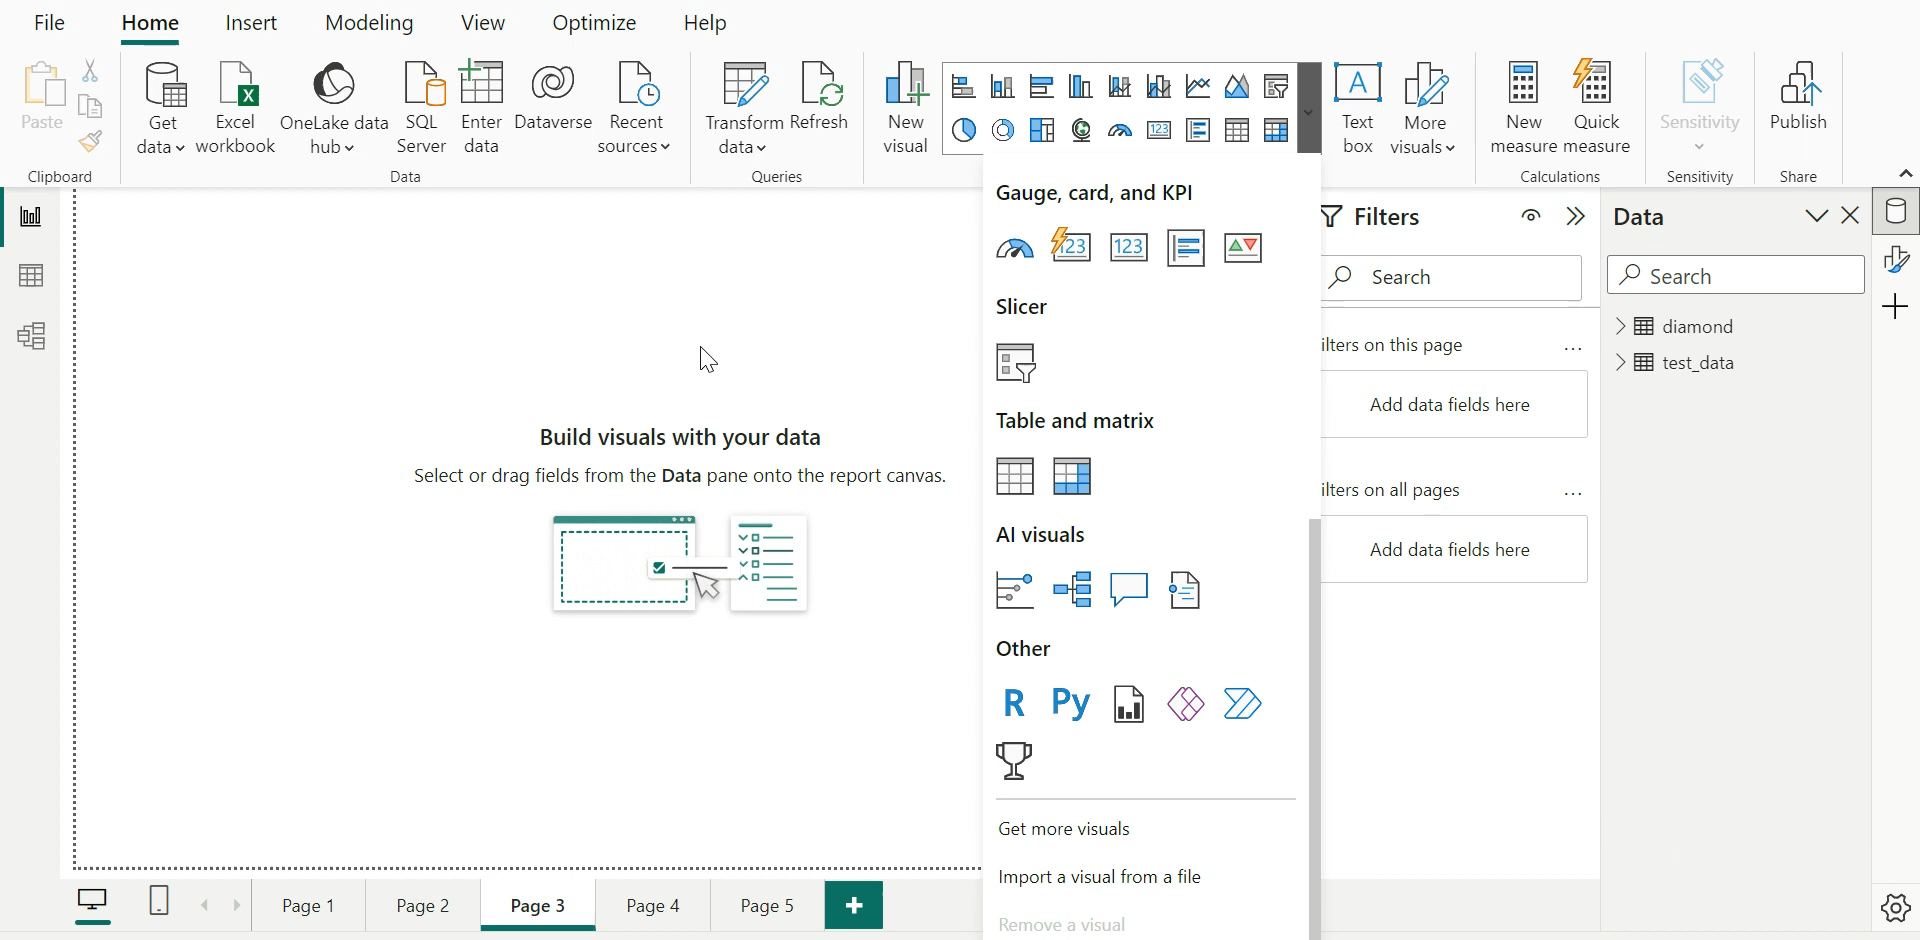 File Home Insert Modeling View Optimize Help
Paste
Clipboard
Get
data
Excel
workbook
OneLake data
hub
SQL
Server
Enter
data
Dataverse
Recent
sources
Data
Transform
data
Refresh
Queries
New
visual
123
A
Text
box
More
visuals
New
measure
Quick
measure
Calculations
Sensitivity
Sensitivity
Publish
Share
Gauge, card, and KPI
123 123
Slicer
Table and matrix
AI visuals
Other
R Py
Get more visuals
Import a visual from a file
Remove a visual
Build visuals with your data
Select or drag fields from the Data pane onto the report canvas.
Filters
Search
ilters on this page ...
Add data fields here
ilters on all pages ...
Add data fields here
Data
Search
diamond
test_data
Page 1 Page 2 Page 3 Page 4 Page 5 +